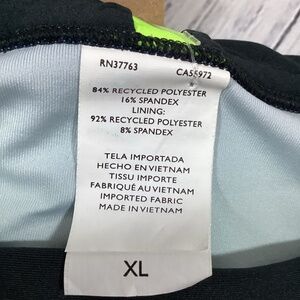 RN37763 CA55972
84% RECYCLED POLYESTER
16% SPANDEX
LINING:
92% RECYCLED POLYESTER
8% SPANDEX
TELA IMPORTADA
HECHO EN VIETNAM
TISSU IMPORTE
FABRIQUÉ AU VIETNAM
IMPORTED FABRIC
MADE IN VIETNAM
XL